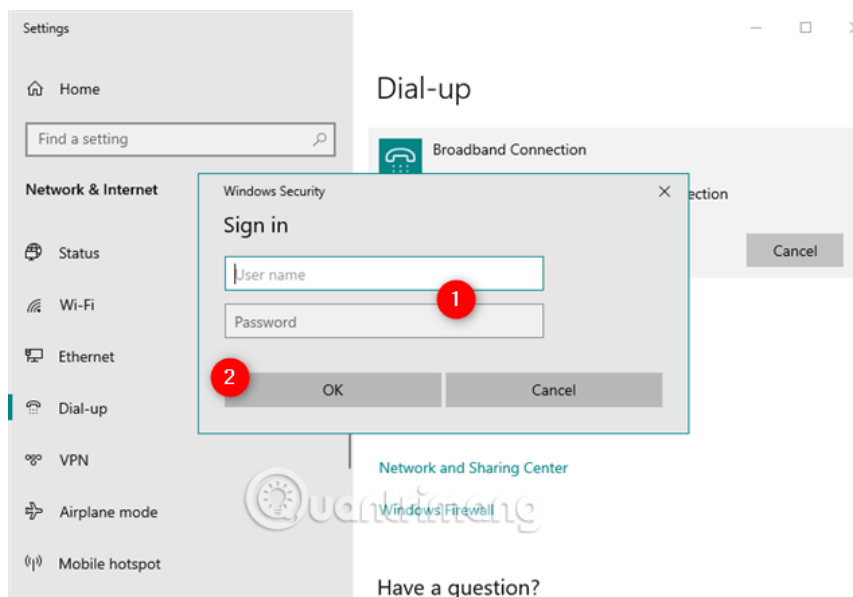 Settings
Home
Find a setting
Network & Internet
Status
Wi-Fi
Ethernet
Dial-up
VPN
Airplane mode
Mobile hotspot
Dial-up
Broadband Connection
ection
Cancel
Windows Security
Sign in
User name
1
Password
2
OK
Cancel
Network and Sharing Center
Windows Firewall
Quantrimang
Have a question?